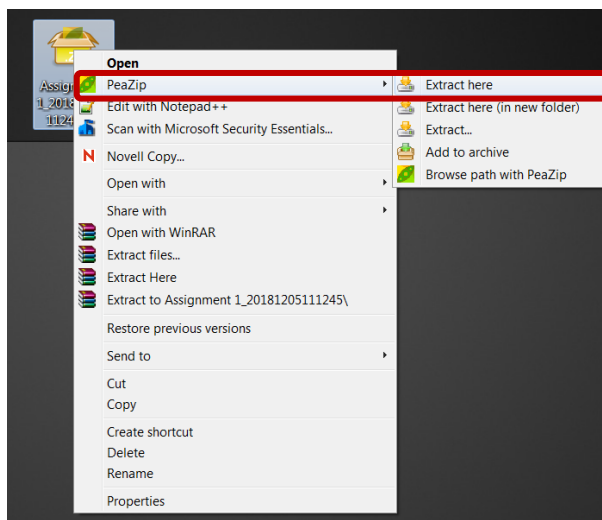 Assig
1_2018
1124
Open
PeaZip
Edit with Notepad++
Scan with Microsoft Security Essentials...
N Novell Copy...
Open with
Share with
Open with WinRAR
Extract files...
Extract Here
Extract to Assignment 1_20181205111245\
Restore previous versions
Send to
Cut
Copy
Create shortcut
Delete
Rename
Properties
Extract here
Extract here (in new folder)
Extract...
Add to archive
Browse path with PeaZip